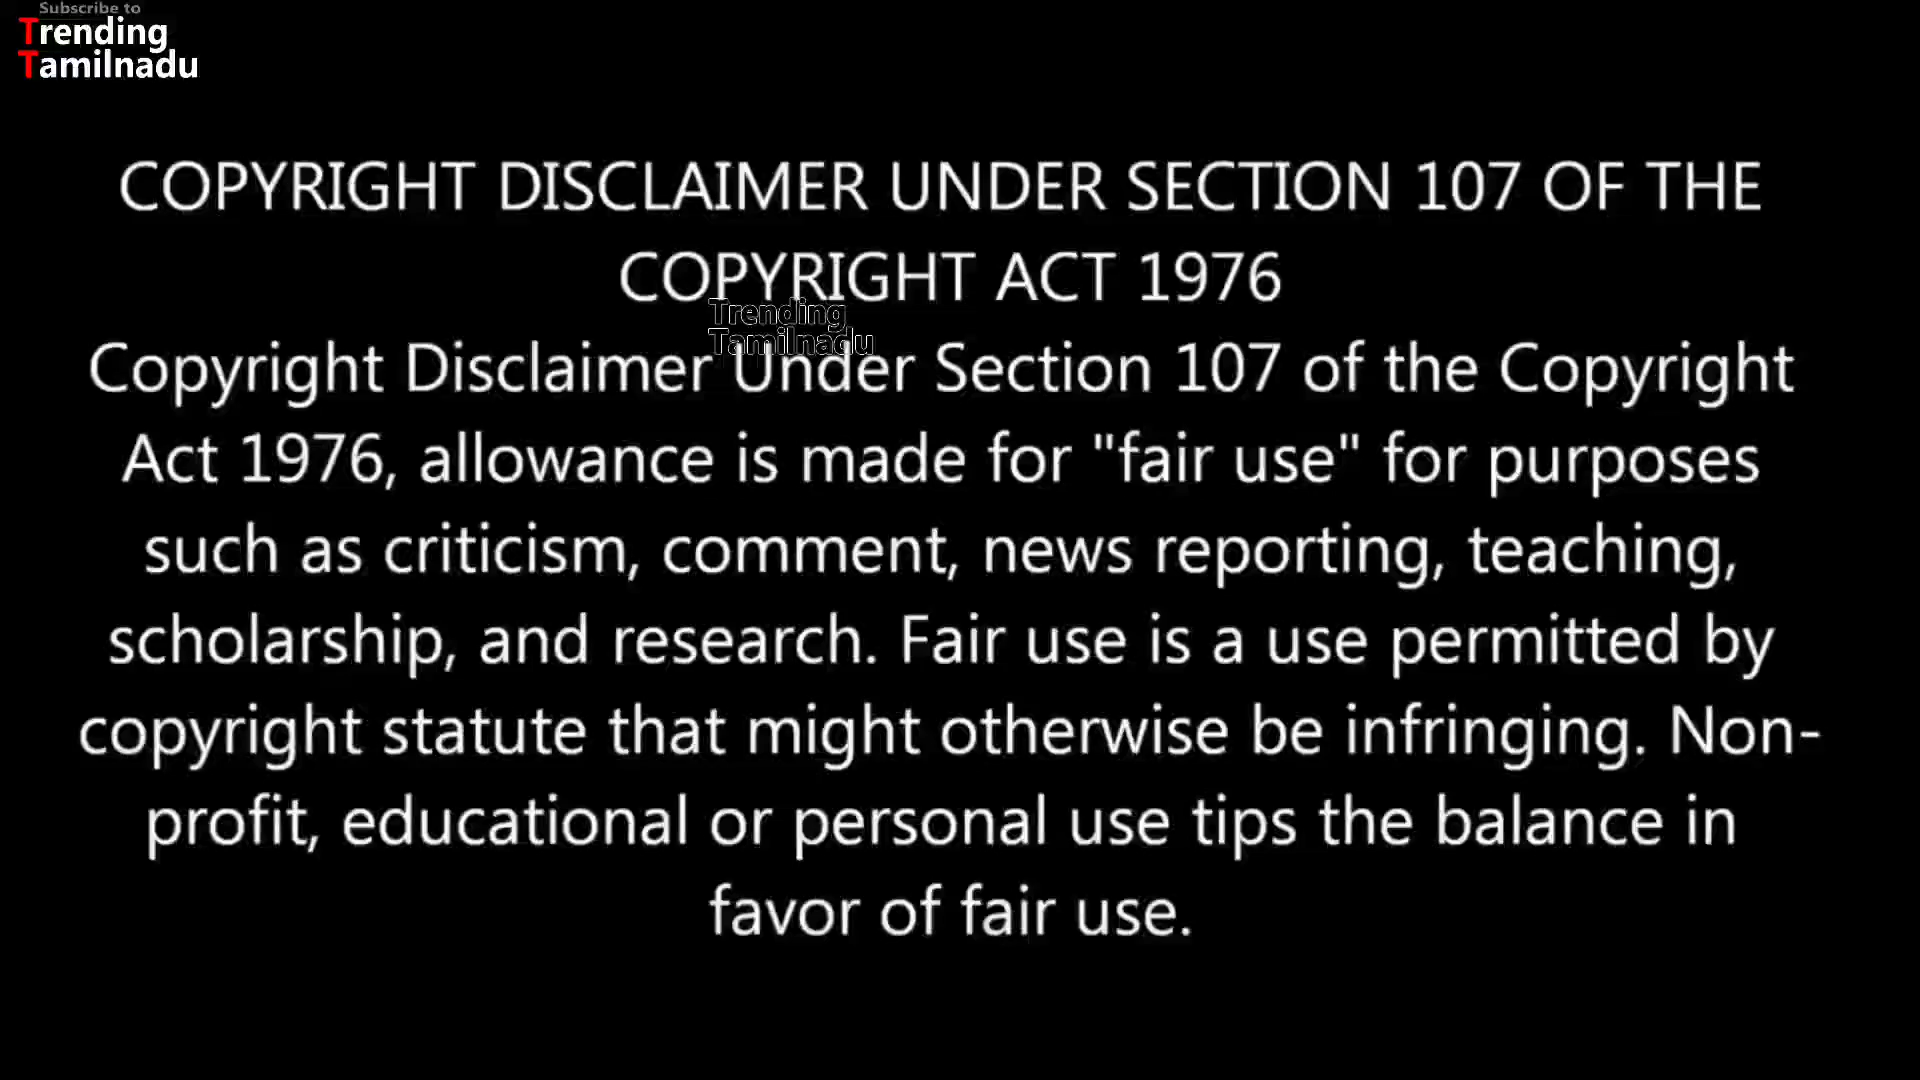 Subscribe to
Trending
Tamilnadu
COPYRIGHT DISCLAIMER UNDER SECTION 107 OF THE
COPYRIGHT ACT 1976
Trending
Tamilnadu
Copyright Disclaimer Under Section 107 of the Copyright
Act 1976, allowance is made for "fair use" for purposes
such as criticism, comment, news reporting, teaching,
scholarship, and research. Fair use is a use permitted by
copyright statute that might otherwise be infringing. Non-
profit, educational or personal use tips the balance in
favor of fair use.